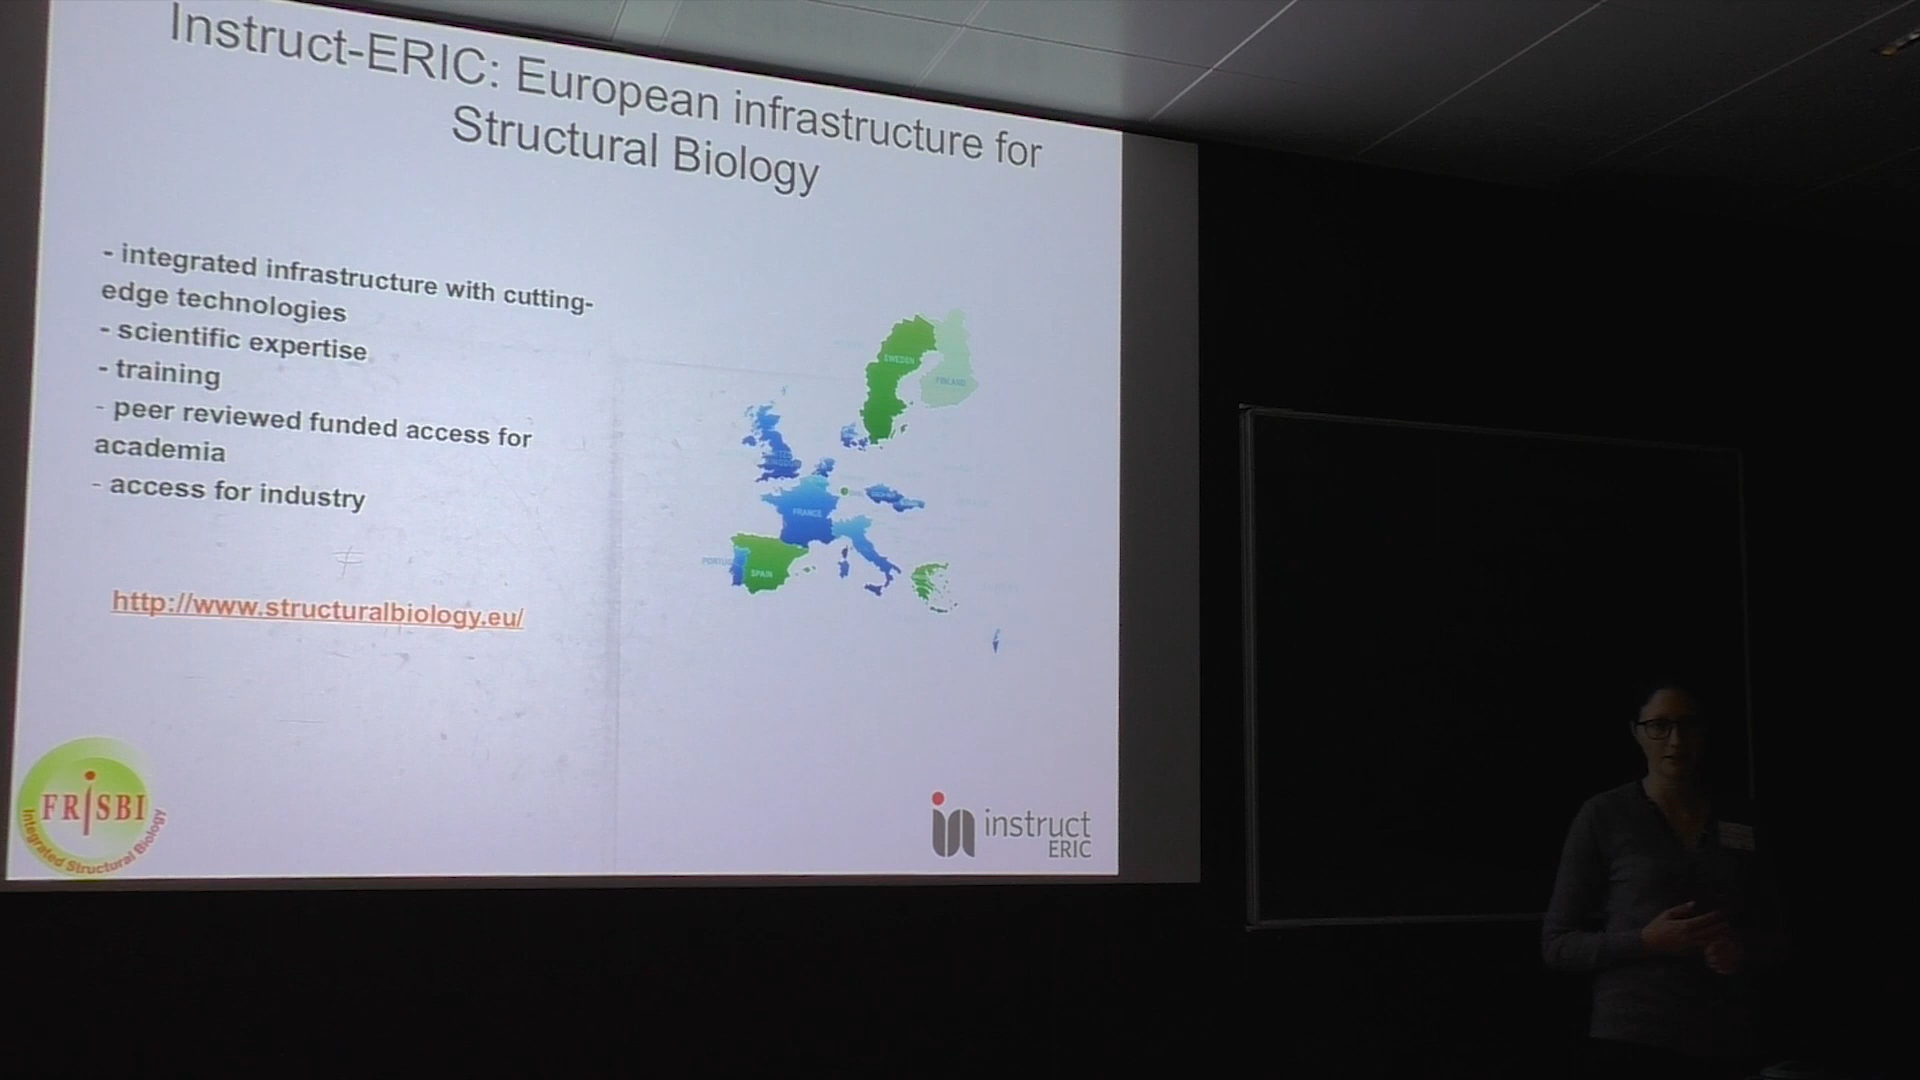 Instruct-ERIC: European infrastructure for
Structural Biology
- integrated infrastructure with cutting-
edge technologies
- scientific expertise
- training
- peer reviewed funded access for
academia
- access for industry
http://www.structuralbiology.eu/
SWEDEN
FINLAND
FRANCE
SPAIN
FRISBI
Integrated Structural Biology
instruct
ERIC